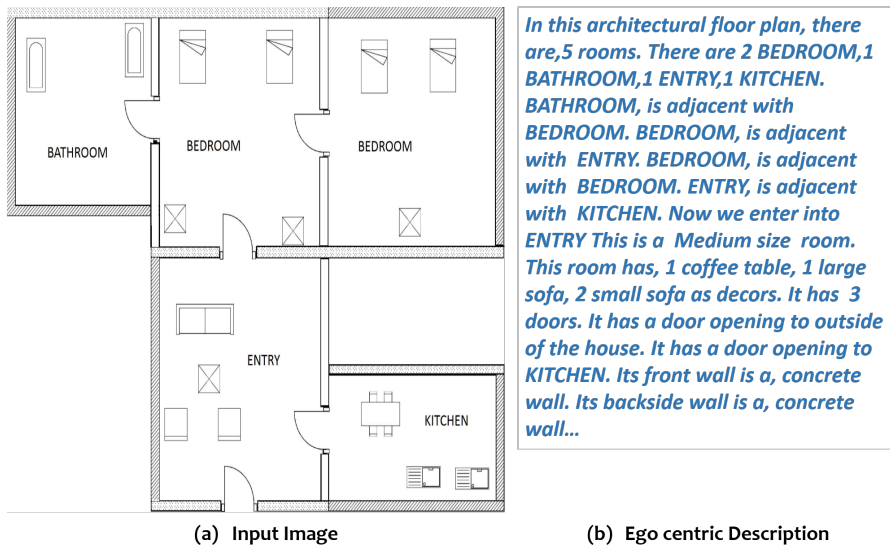 BATHROOM
BEDROOM
BEDROOM
ENTRY
KITCHEN
(a) Input Image
In this architectural floor plan, there
are,5 rooms. There are 2 BEDROOM,1
BATHROOM,1 ENTRY,1 KITCHEN.
BATHROOM, is adjacent with
BEDROOM. BEDROOM, is adjacent
with ENTRY. BEDROOM, is adjacent
with BEDROOM. ENTRY, is adjacent
with KITCHEN. Now we enter into
ENTRY This is a Medium size room.
This room has, 1 coffee table, 1 large
sofa, 2 small sofa as decors. It has 3
doors. It has a door opening to outside
of the house. It has a door opening to
KITCHEN. Its front wall is a, concrete
wall. Its backside wall is a, concrete
wall...
(b) Ego centric Description